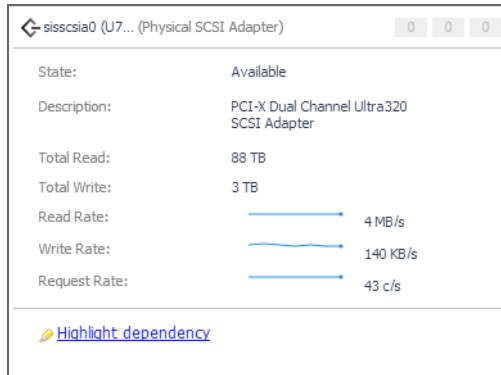 sisscsia0 (U7... (Physical SCSI Adapter) 0 0 0
State: Available
Description: PCI-X Dual Channel Ultra320
SCSI Adapter
Total Read: 88 TB
Total Write: 3 TB
Read Rate: 4 MB/s
Write Rate: 140 KB/s
Request Rate: 43 c/s
Highlight dependency